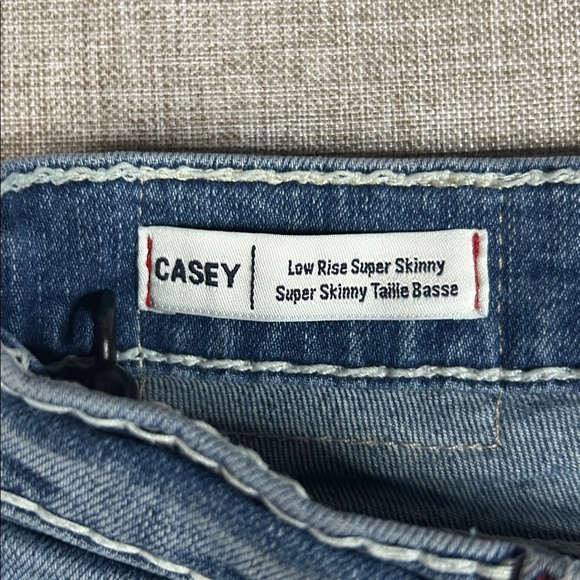 CASEY
Low Rise Super Skinny
Super Skinny Taille Basse